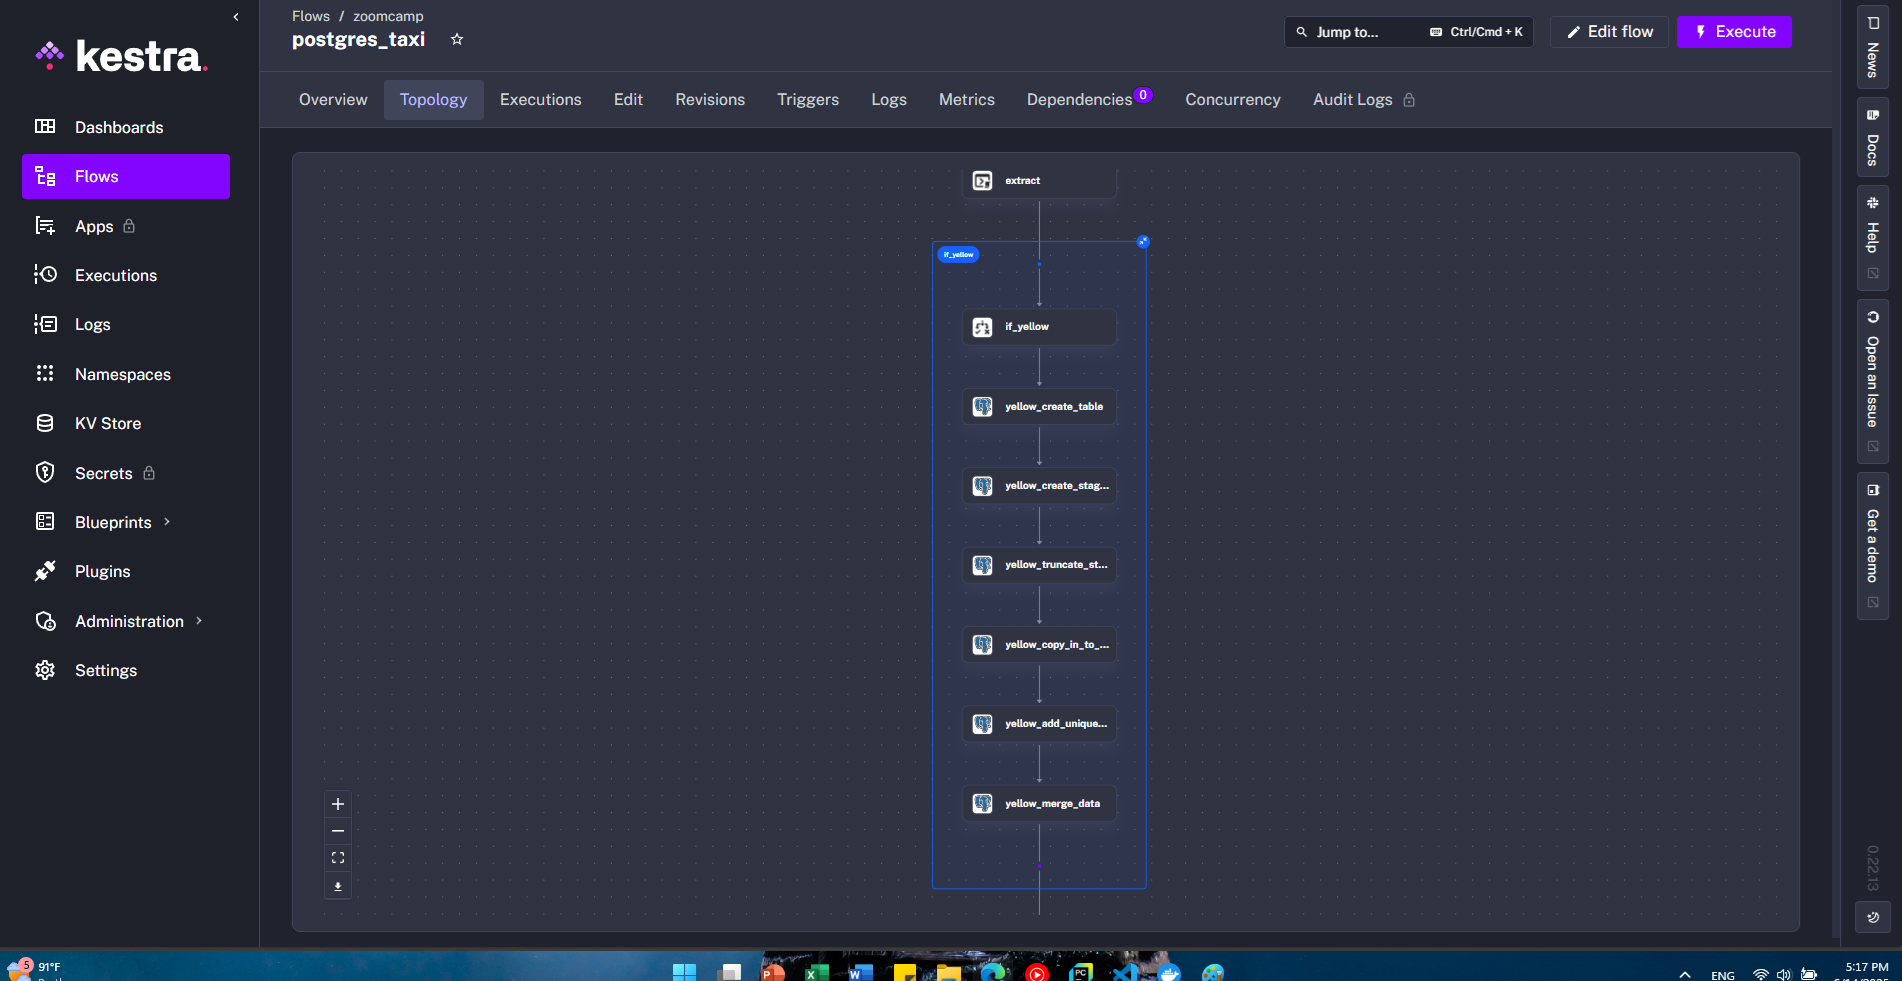 kestra.
Dashboards
Flows
Apps
Executions
Logs
Namespaces
KV Store
Secrets
Blueprints
Plugins
Administration
Settings
Flows / zoomcamp
postgres_taxi
Jump to...
Ctrl/Cmd + K
Edit flow
Execute
Overview
Topology
Executions
Edit
Revisions
Triggers
Logs
Metrics
Dependencies 0
Concurrency
Audit Logs
extract
if_yellow
if_yellow
yellow_create_table
yellow_create_stag...
yellow_truncate_st...
yellow_copy_in_to_...
yellow_add_unique...
yellow_merge_data
News
Docs
Help
Open an Issue
Get a demo
0.22.13
5
91°F
P
X
W
PC
ENG
5:17 PM